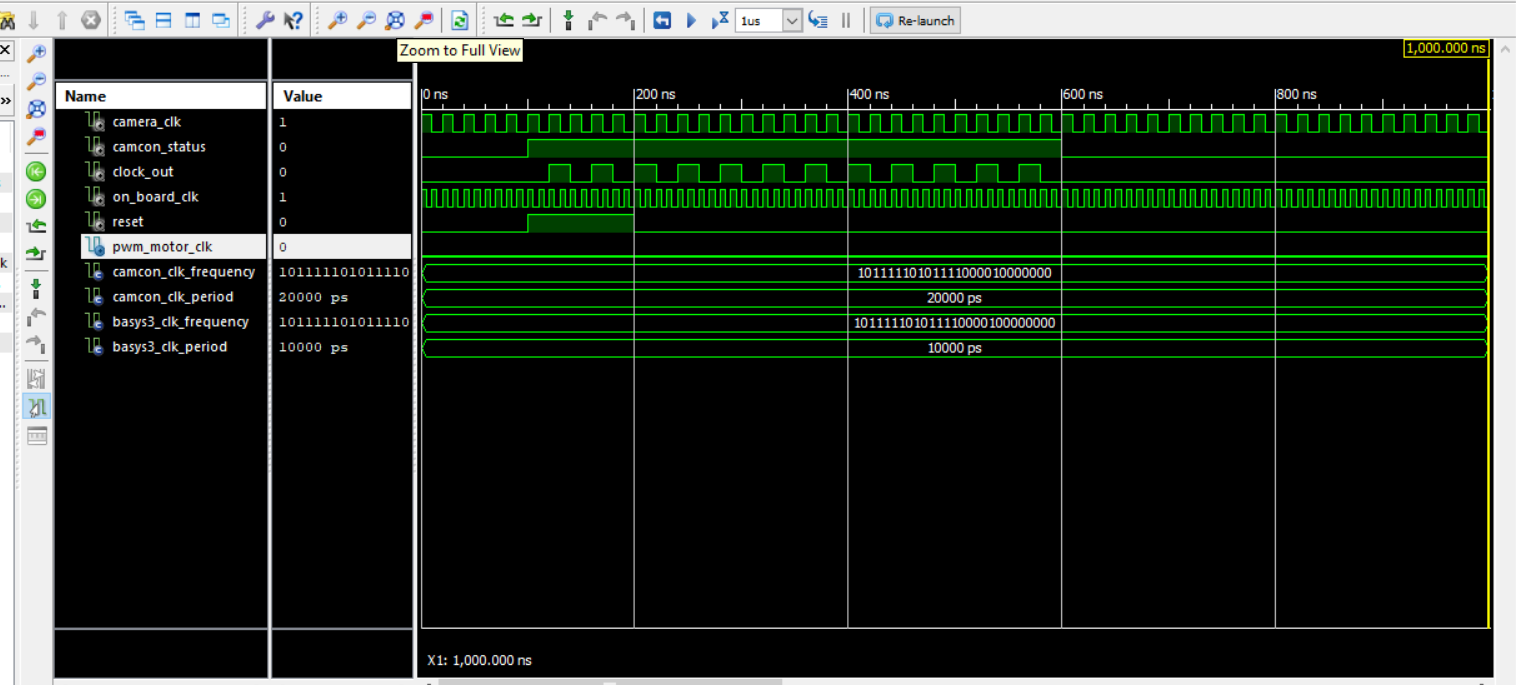 1us
Re-launch
Zoom to Full View
1,000.000 ns
Name Value
0 ns 200 ns 400 ns 600 ns 800 ns
camera_clk 1
camcon_status 0
clock_out 0
on_board_clk 1
reset 0
pwm_motor_clk 0
camcon_clk_frequency 101111101011110 10111110101111000010000000
camcon_clk_period 20000 ps 20000 ps
basys3_clk_frequency 101111101011110 101111101011110000100000000
basys3_clk_period 10000 ps 10000 ps
X1: 1,000.000 ns